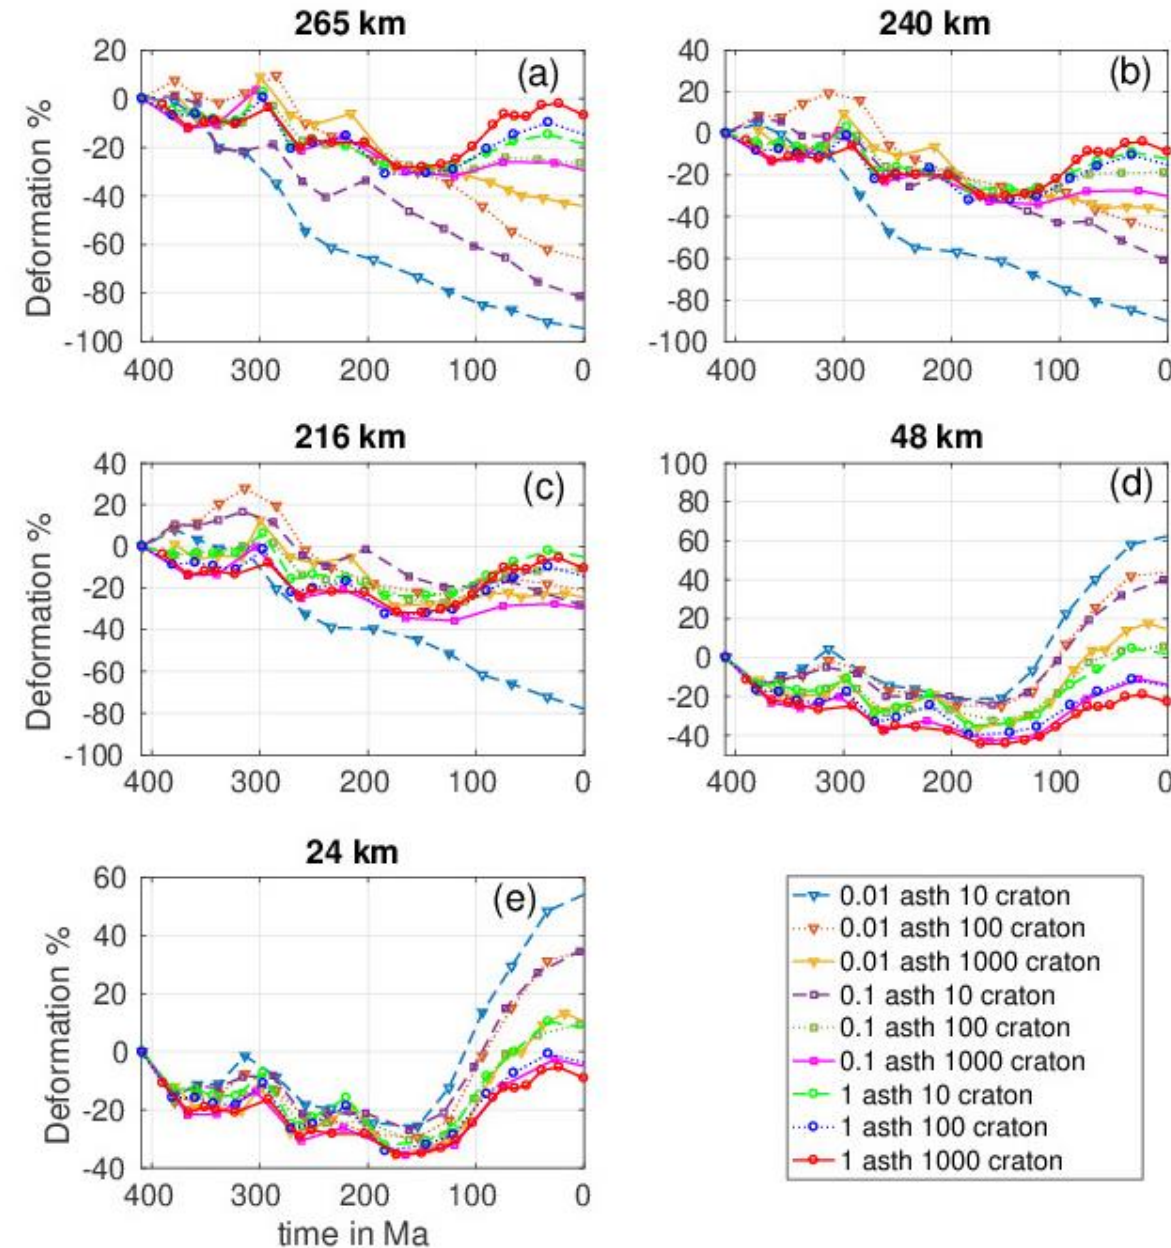 265 km
(a)
Deformation %
20
0
-20
-40
-60
-80
-100
400 300 200 100 0
240 km
(b)
40
20
0
-20
-40
-60
-80
-100
400 300 200 100 0
216 km
(c)
Deformation %
40
20
0
-20
-40
-60
-80
-100
400 300 200 100 0
48 km
(d)
100
80
60
40
20
0
-20
-40
400 300 200 100 0
24 km
(e)
Deformation %
60
40
20
0
-20
-40
400 300 200 100 0
time in Ma
0.01 asth 10 craton
0.01 asth 100 craton
0.01 asth 1000 craton
0.1 asth 10 craton
0.1 asth 100 craton
0.1 asth 1000 craton
1 asth 10 craton
1 asth 100 craton
1 asth 1000 craton